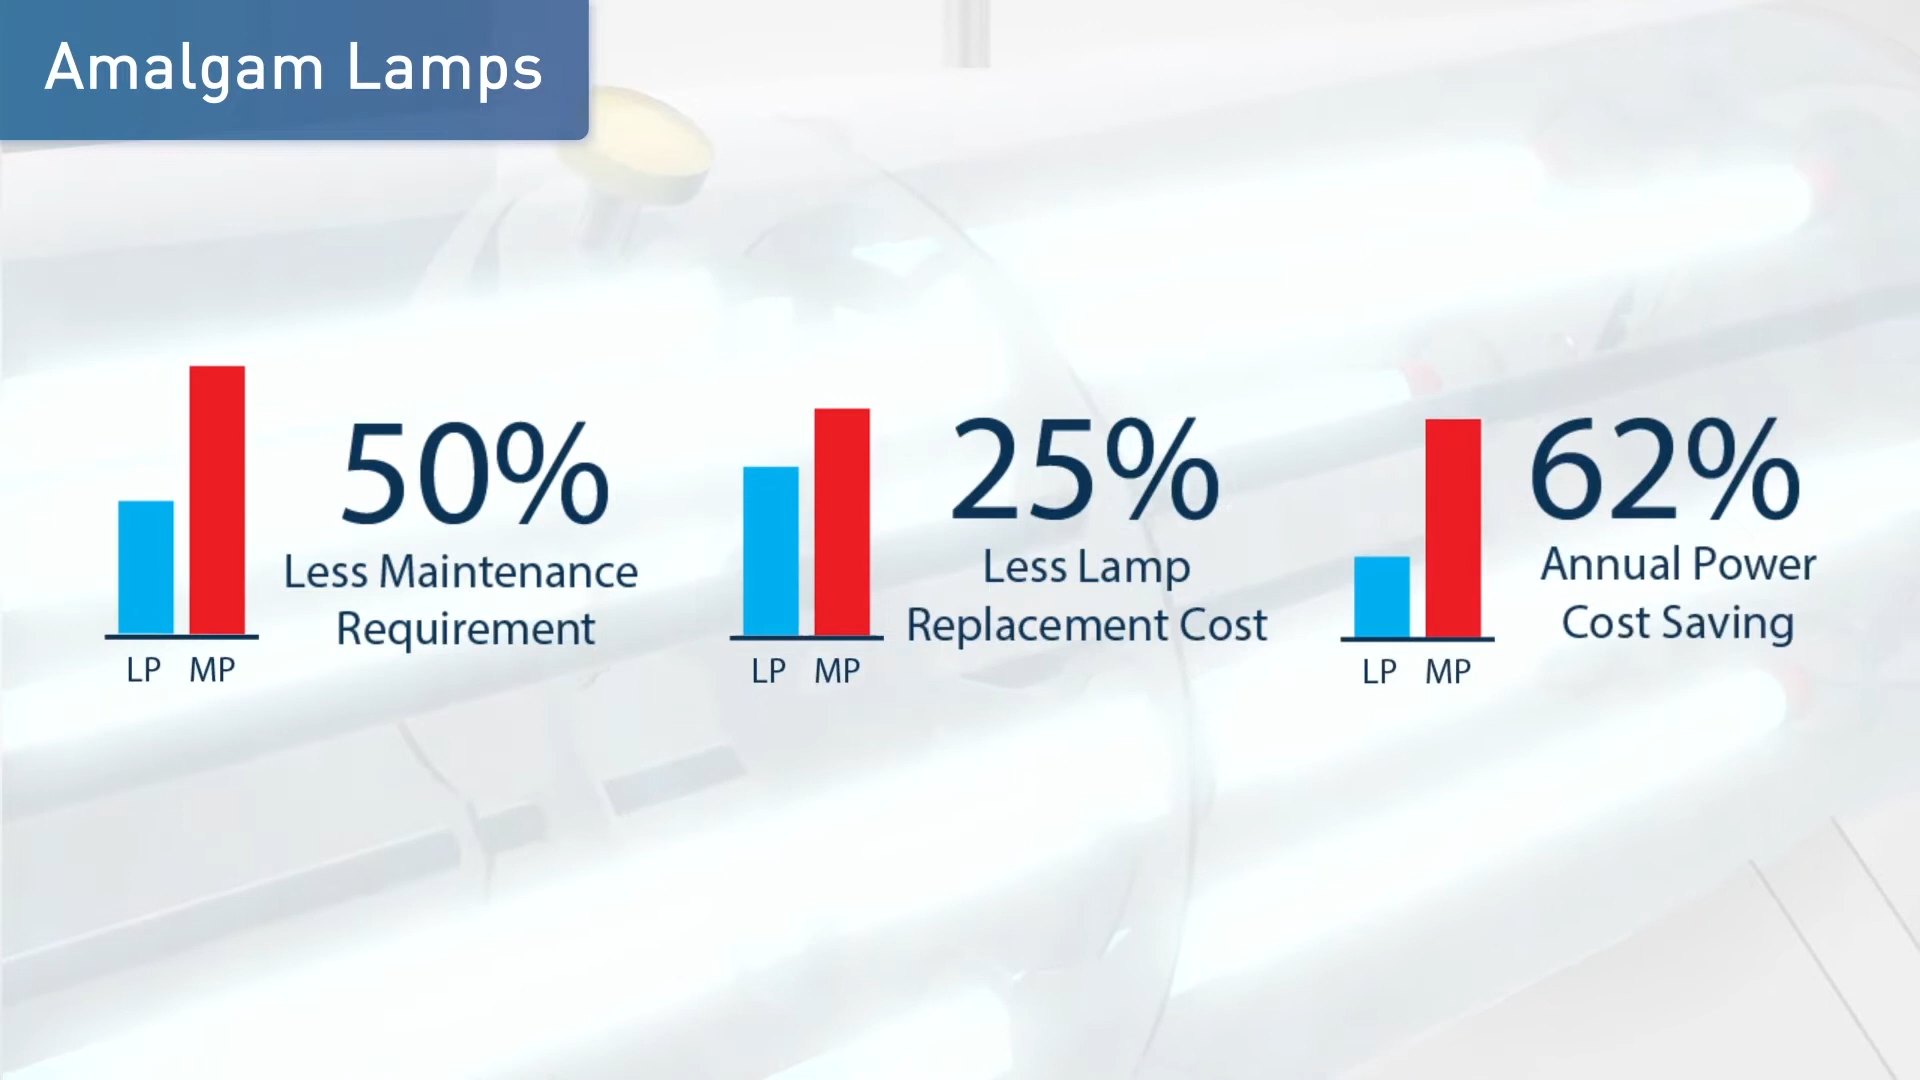 Amalgam Lamps
50%
Less Maintenance
Requirement
LP MP
25%
Less Lamp
Replacement Cost
LP MP
62%
Annual Power
Cost Saving
LP MP